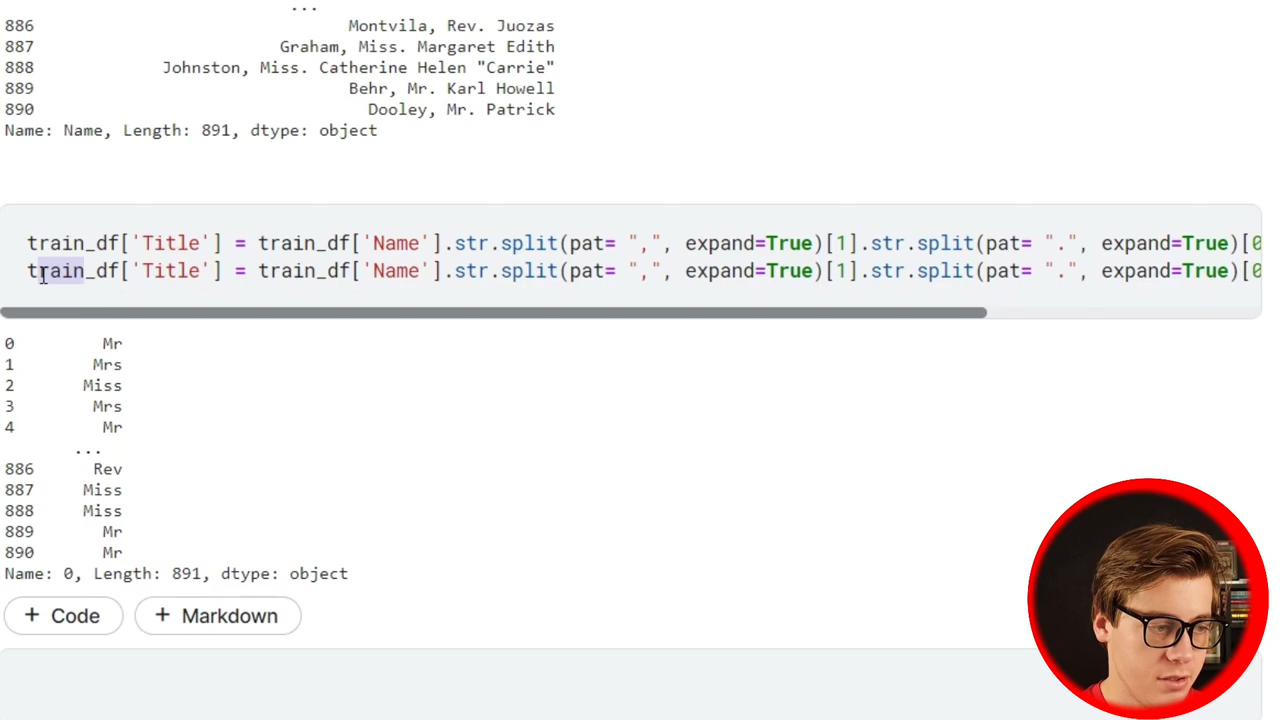 ...
886 Montvila, Rev. Juozas
887 Graham, Miss. Margaret Edith
888 Johnston, Miss. Catherine Helen "Carrie"
889 Behr, Mr. Karl Howell
890 Dooley, Mr. Patrick
Name: Name, Length: 891, dtype: object
train_df['Title'] = train_df['Name'].str.split(pat= ",", expand=True)[1].str.split(pat= ".", expand=True)[0
train_df['Title'] = train_df['Name'].str.split(pat= ",", expand=True)[1].str.split(pat= ".", expand=True)[0
0 Mr
1 Mrs
2 Miss
3 Mrs
4 Mr
...
886 Rev
887 Miss
888 Miss
889 Mr
890 Mr
Name: 0, Length: 891, dtype: object
+ Code + Markdown